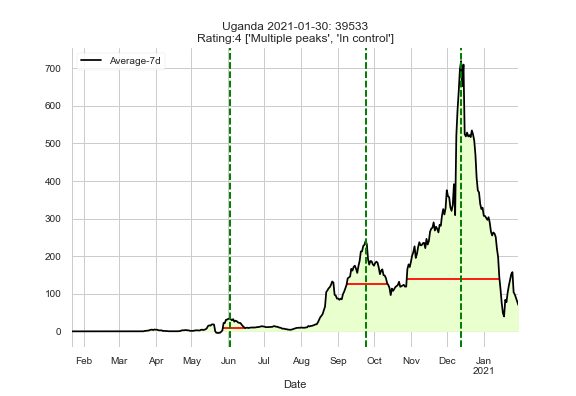 Uganda 2021-01-30: 39533
Rating:4 ['Multiple peaks', 'In control']
Average-7d
700
600
500
400
300
200
100
0
Feb Mar Apr May Jun Jul Aug Sep Oct Nov Dec Jan
2021
Date